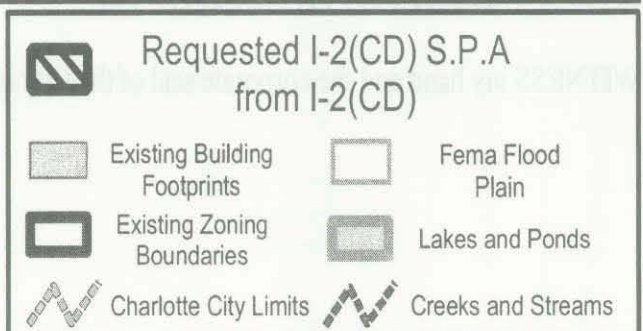 Requested I-2(CD) S.P.A
from I-2(CD)
Existing Building
Footprints
Fema Flood
Plain
Existing Zoning
Boundaries
Lakes and Ponds
Charlotte City Limits
Creeks and Streams